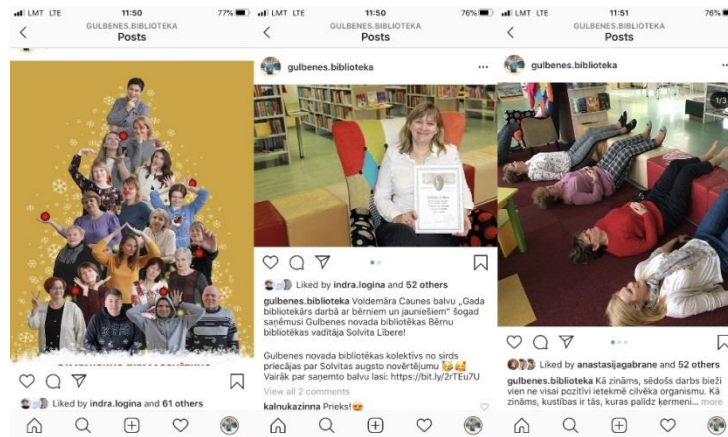 LMT LTE 11:50 77%
GULBENES.BIBLIOTEKA
Posts
Liked by indra.logina and 61 others
LMT LTE 11:50 76%
GULBENES.BIBLIOTEKA
Posts
gulbenes.biblioteka
Liked by indra.logina and 52 others
gulbenes.biblioteka Voldemāra Caunes balvu „Gada
bibliotekārs darbā ar bērniem un jauniešiem" šogad
saņēmusi Gulbenes novada bibliotēkas Bērnu
bibliotēkas vadītāja Solvita Lībere!
Gulbenes novada bibliotēkas kolektīvs no sirds
priecājas par Solvitas augsto novērtējumu
Vairāk par saņemto balvu lasi: https://bit.ly/2rTEu7U
View all 2 comments
kalnukazinna Prieks!
LMT LTE 11:51 76%
GULBENES.BIBLIOTEKA
Posts
gulbenes.biblioteka
1/3
Liked by anastasijagabrane and 52 others
gulbenes.biblioteka Kā zināms, sēdošs darbs bieži
vien ne visai pozitīvi ietekmē cilvēka organismu. Kā
zināms, kustības ir tās, kuras palīdz ķermeni... more